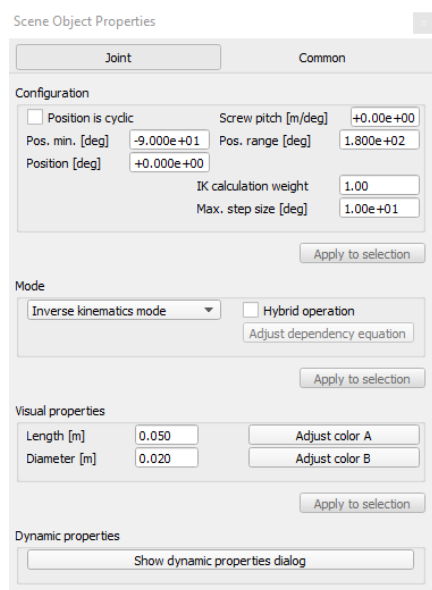 Scene Object Properties
x
Joint Common
Configuration
Position is cyclic Screw pitch [m/deg] +0.00e+00
Pos. min. [deg] -9.000e+01 Pos. range [deg] 1.800e+02
Position [deg] +0.000e+00
IK calculation weight 1.00
Max. step size [deg] 1.00e+01
Apply to selection
Mode
Inverse kinematics mode Hybrid operation
Adjust dependency equation
Apply to selection
Visual properties
Length [m] 0.050 Adjust color A
Diameter [m] 0.020 Adjust color B
Apply to selection
Dynamic properties
Show dynamic properties dialog